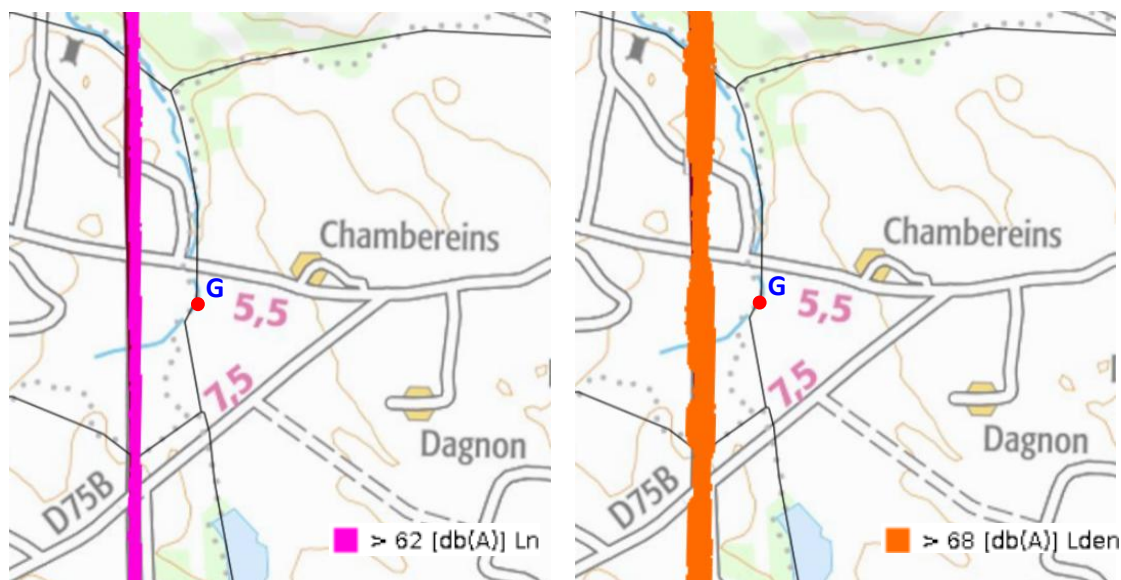 Chambereins
G
5,5
7,5
Dagnon
D75B
> 62 [db(A)] Ln
Chambereins
G
5,5
7,5
Dagnon
D75B
> 68 [db(A)] Lden